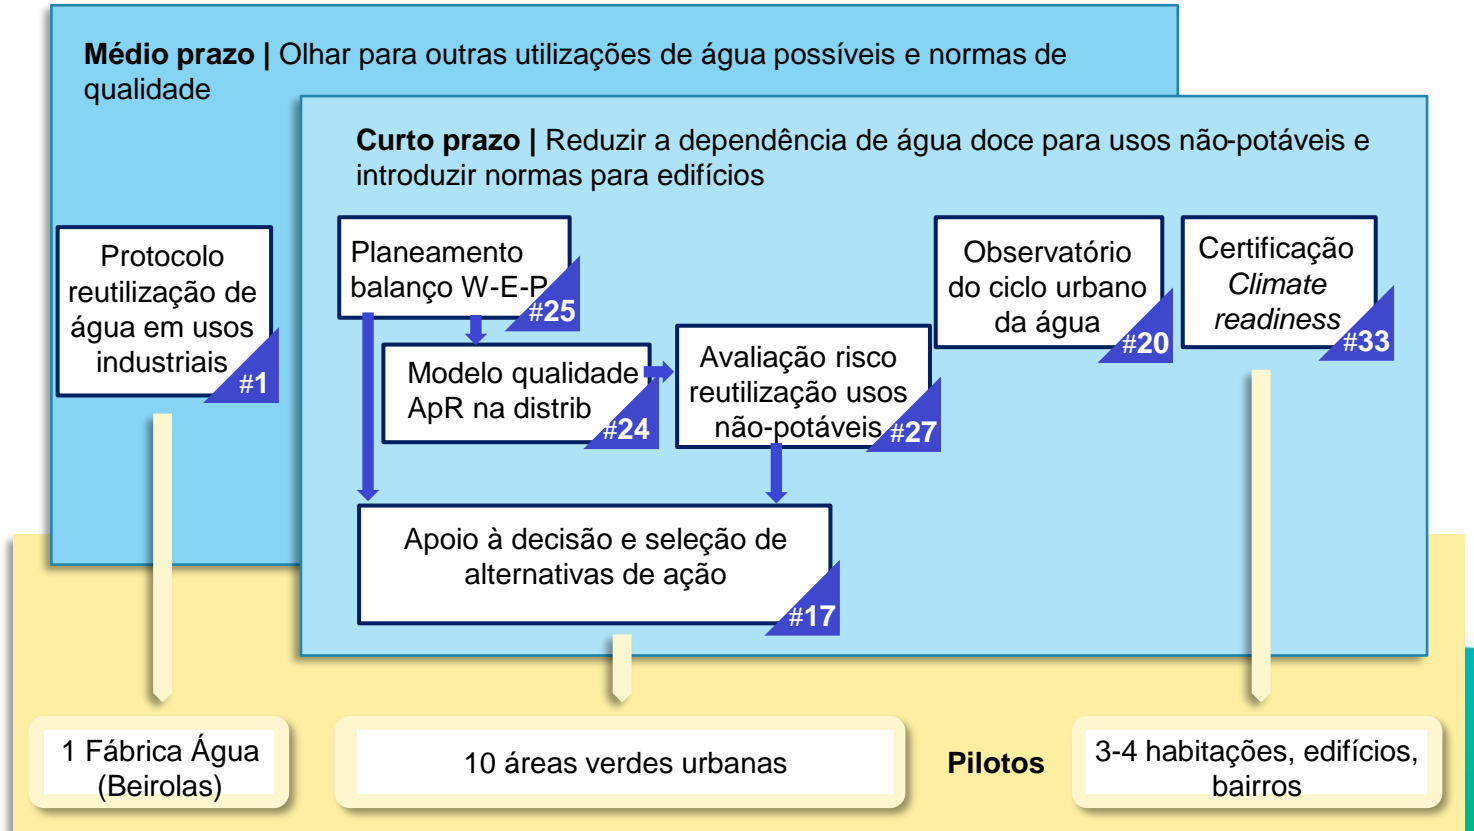 Médio prazo | Olhar para outras utilizações de água possíveis e normas de
qualidade
Curto prazo | Reduzir a dependência de água doce para usos não-potáveis e
introduzir normas para edifícios
Protocolo
reutilização de
água em usos
industriais
#1
Planeamento
balanço W-E-P
#25
Modelo qualidade
ApR na distrib
#24
Avaliação risco
reutilização usos
não-potáveis
#27
Observatório
do ciclo urbano
da água
#20
Certificação
Climate
readiness
#33
Apoio à decisão e seleção de
alternativas de ação
#17
1 Fábrica Água
(Beirolas)
10 áreas verdes urbanas
Pilotos
3-4 habitações, edifícios,
bairros